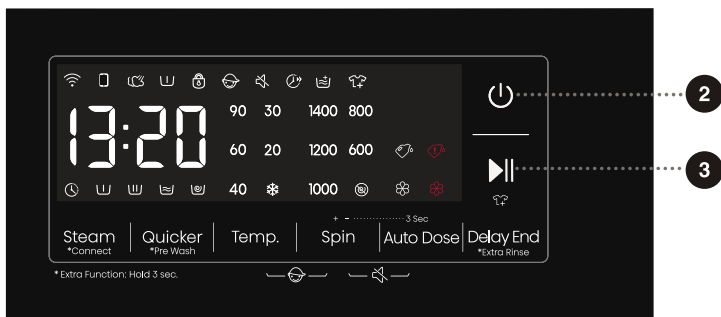 90 30 1400 800
13:20
60 20 1200 600
40 1000
+ - 3 Sec
Steam Quicker Temp. Spin Auto Dose Delay End
*Connect *Pre Wash *Extra Rinse
* Extra Function: Hold 3 sec.
2
3